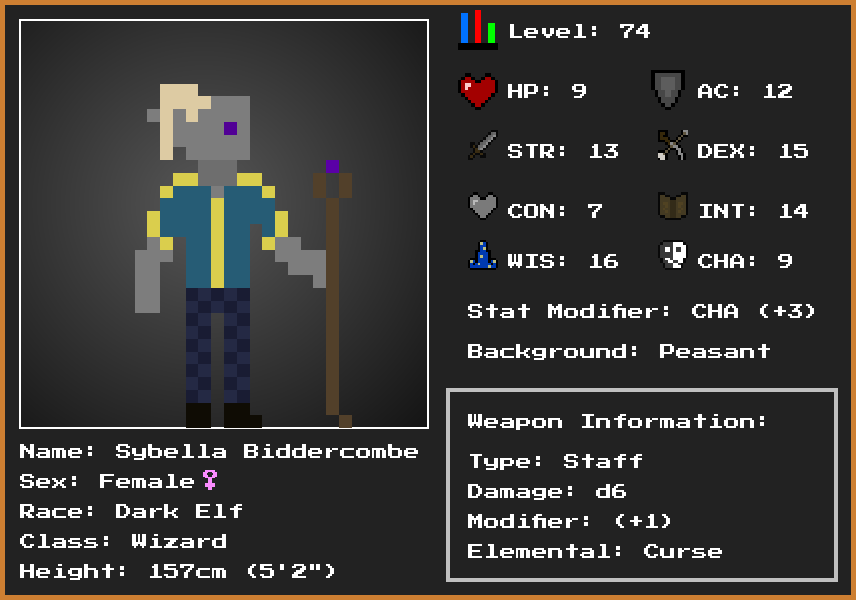 Level: 74
HP: 9
AC: 12
STR: 13
DEX: 15
CON: 7
INT: 14
WIS: 16
CHA: 9
Stat Modifier: CHA (+3)
Background: Peasant
Weapon Information:
Type: Staff
Damage: d6
Modifier: (+1)
Elemental: Curse
Name: Sybella Biddercombe
Sex: Female♀
Race: Dark Elf
Class: Wizard
Height: 157cm (5'2")